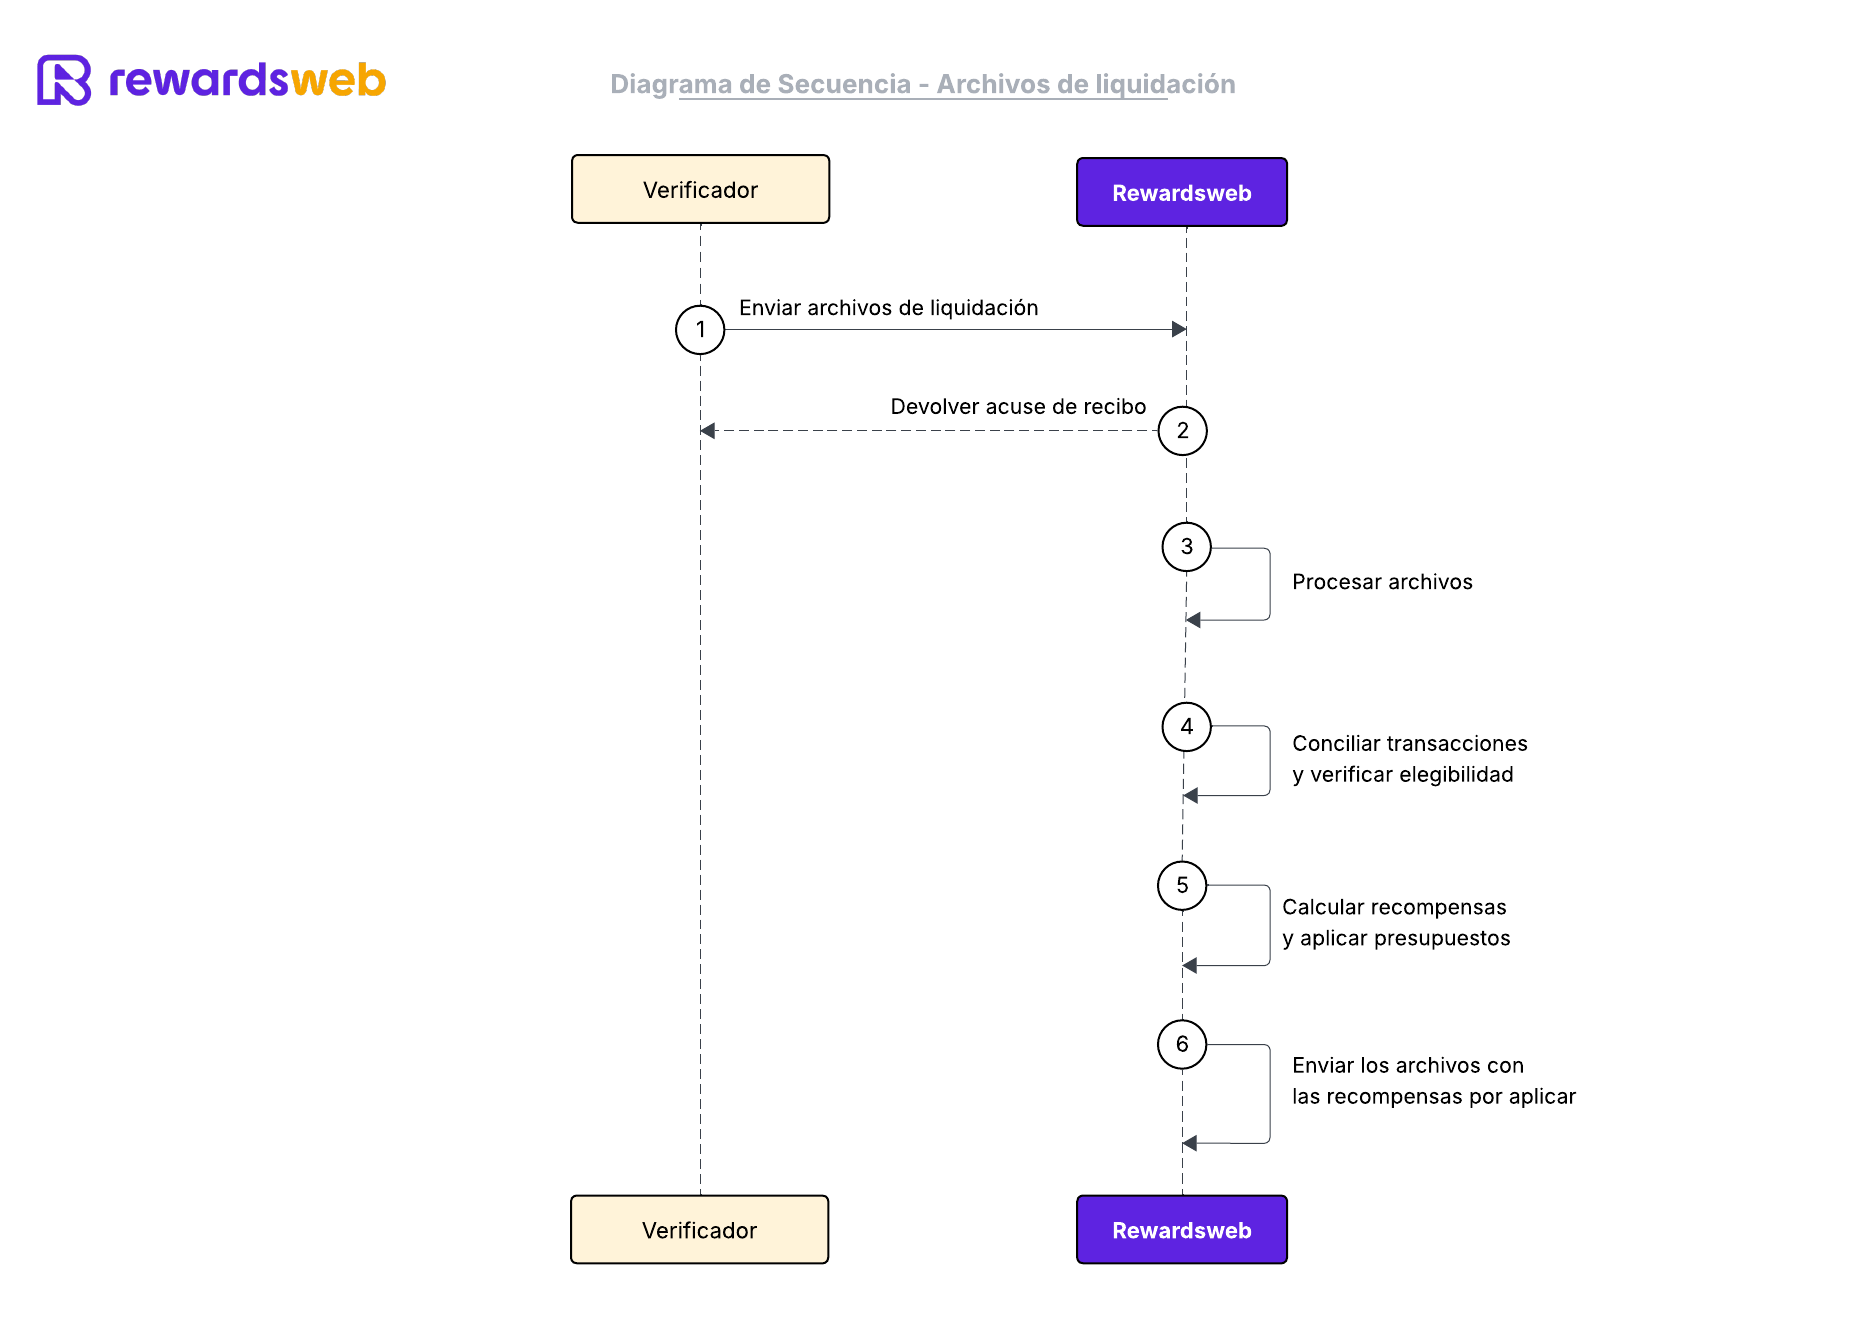 rewardsweb
Diagrama de Secuencia - Archivos de liquidación
Verificador
Rewardsweb
1
Enviar archivos de liquidación
Devolver acuse de recibo
2
3
Procesar archivos
4
Conciliar transacciones
y verificar elegibilidad
5
Calcular recompensas
y aplicar presupuestos
6
Enviar los archivos con
las recompensas por aplicar
Verificador
Rewardsweb